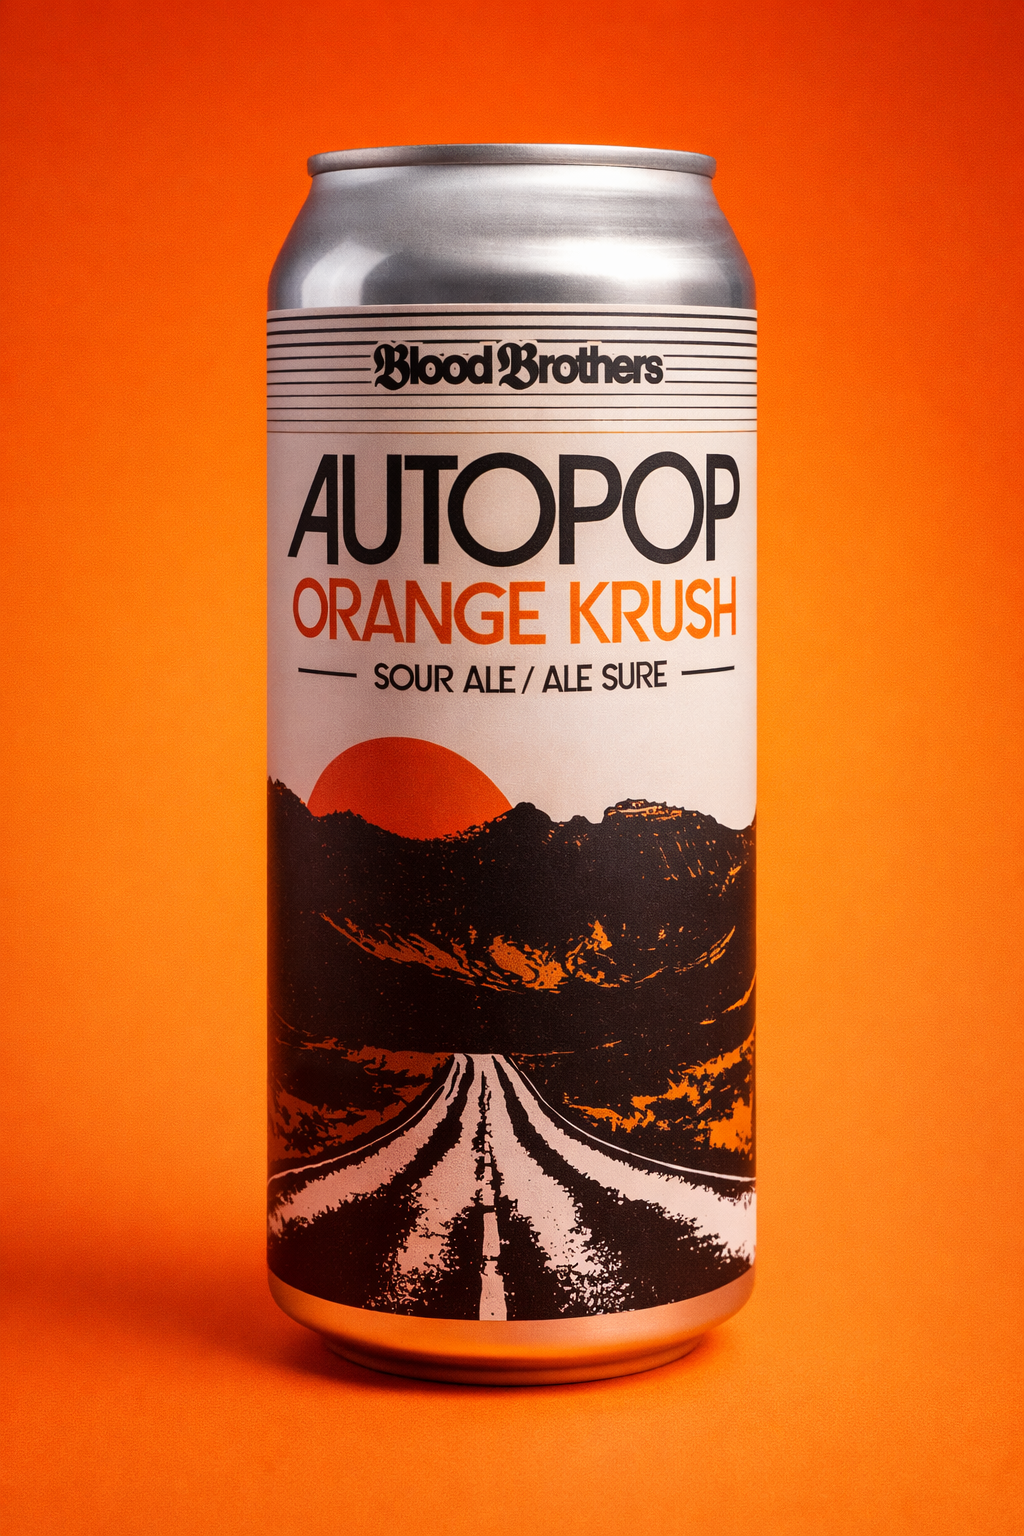 Blood Brothers
AUTOPOP
ORANGE KRUSH
SOUR ALE / ALE SURE